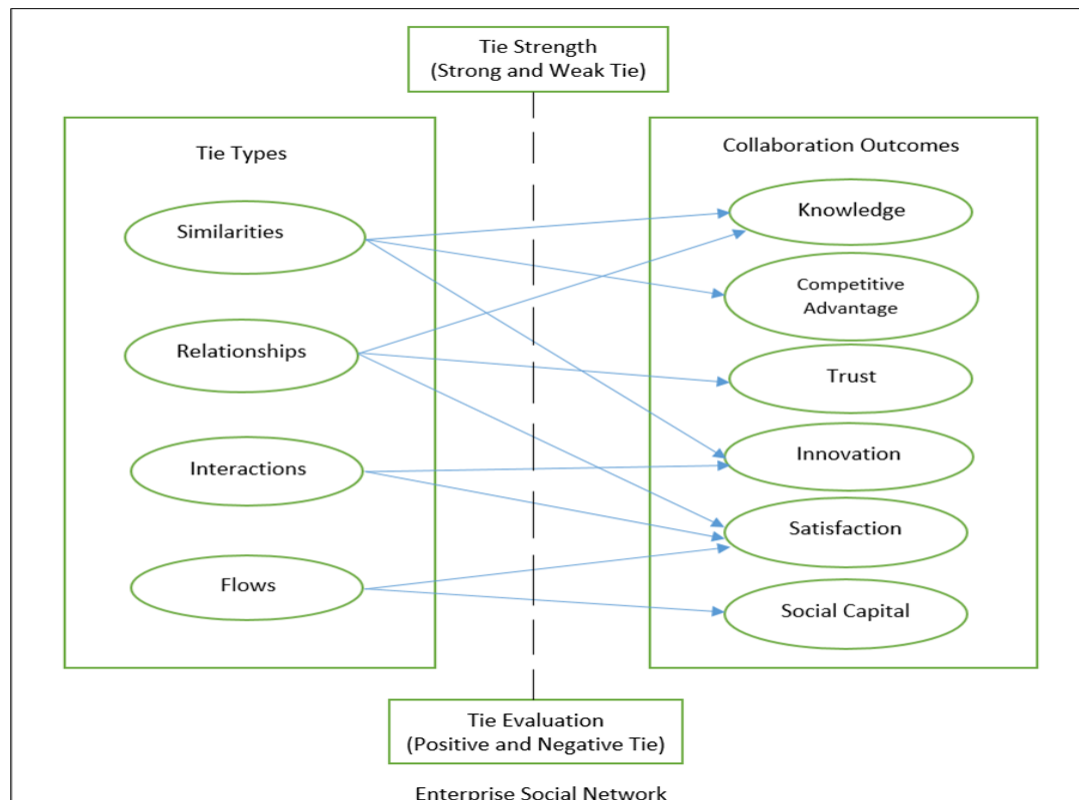 Tie Strength
(Strong and Weak Tie)
Tie Types
Similarities
Relationships
Interactions
Flows
Collaboration Outcomes
Knowledge
Competitive
Advantage
Trust
Innovation
Satisfaction
Social Capital
Tie Evaluation
(Positive and Negative Tie)
Enterprise Social Network